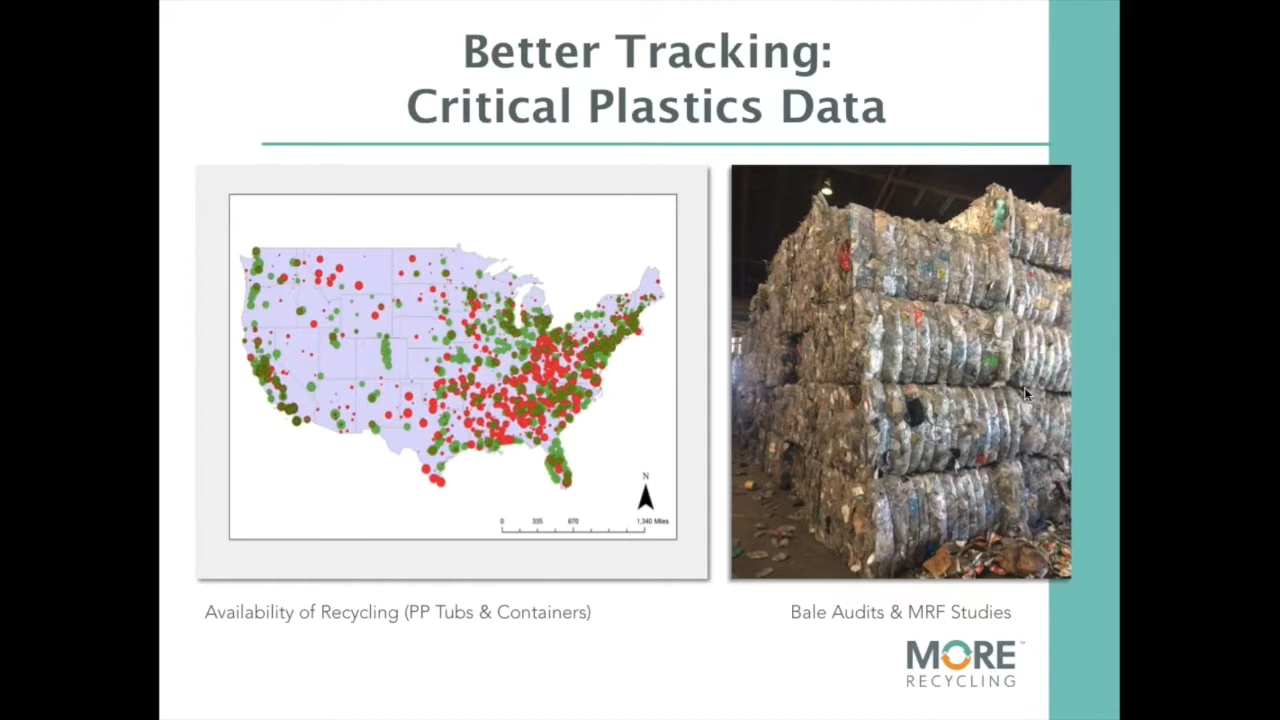 Better Tracking:
Critical Plastics Data
N
0 335 670 1,340 Miles
Availability of Recycling (PP Tubs & Containers)
Bale Audits & MRF Studies
MORE™
RECYCLING